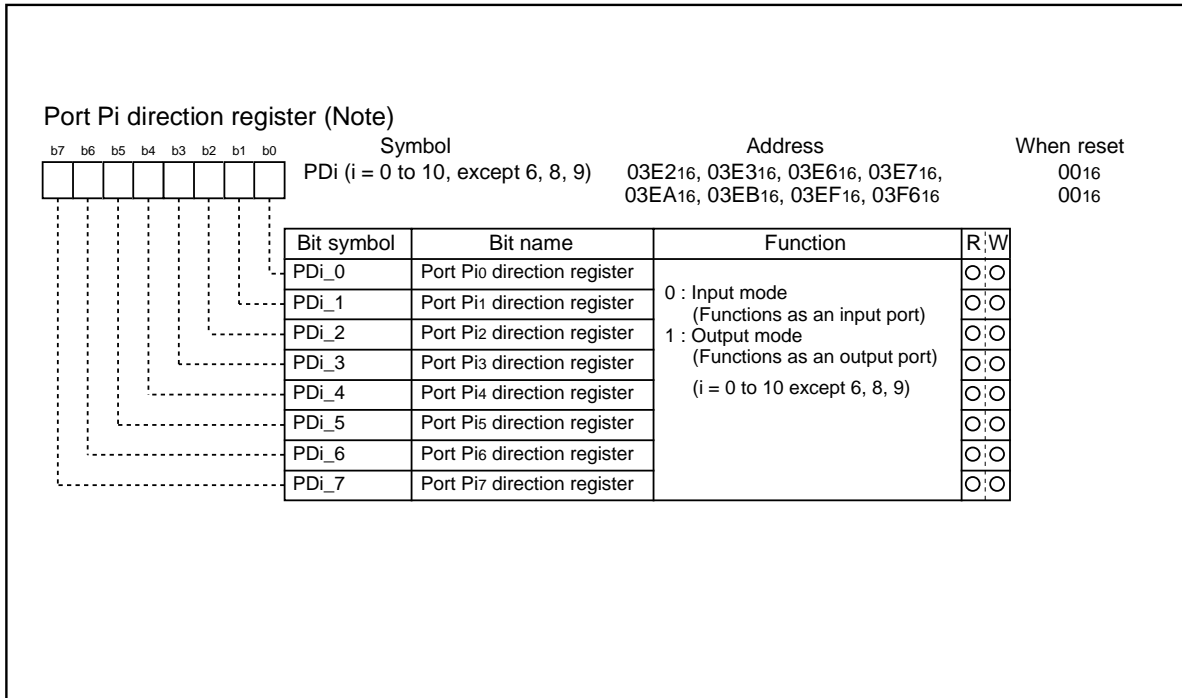 Port Pi direction register (Note)
b7 b6 b5 b4 b3 b2 b1 b0
Symbol Address When reset
PDi (i = 0 to 10, except 6, 8, 9) 03E216, 03E316, 03E616, 03E716, 0016
03EA16, 03EB16, 03EF16, 03F616 0016
Bit symbol Bit name Function R W
PDi_0 Port Pi0 direction register
PDi_1 Port Pi1 direction register
PDi_2 Port Pi2 direction register
PDi_3 Port Pi3 direction register
PDi_4 Port Pi4 direction register
PDi_5 Port Pi5 direction register
PDi_6 Port Pi6 direction register
PDi_7 Port Pi7 direction register
0 : Input mode
(Functions as an input port)
1 : Output mode
(Functions as an output port)
(i = 0 to 10 except 6, 8, 9)